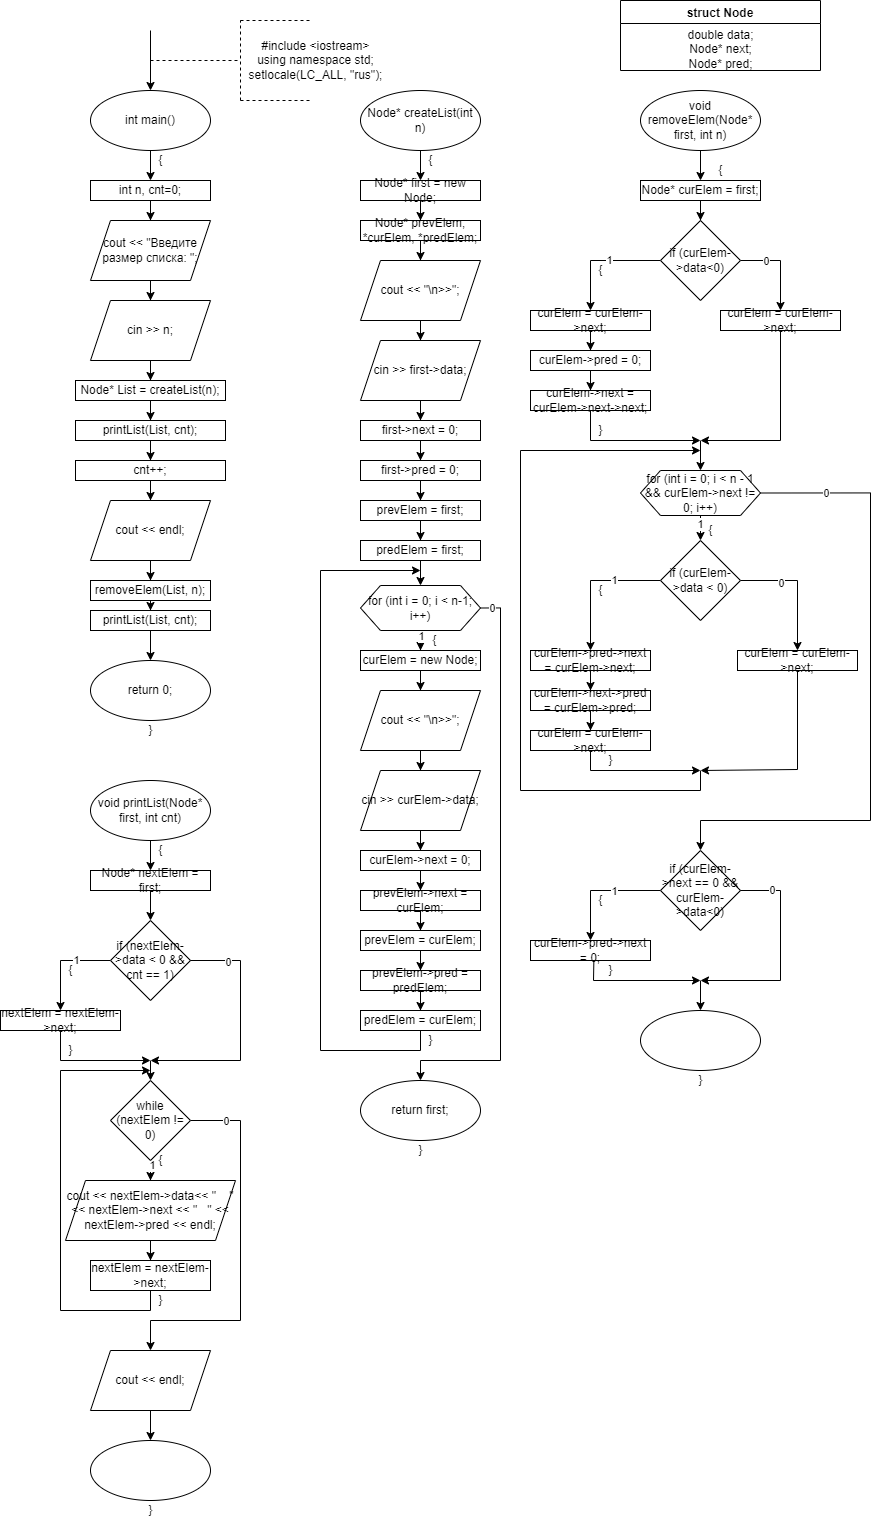 #include <iostream>
using namespace std;
setlocale(LC_ALL, "rus");
int main()
{
int n, cnt=0;
cout << "Введите
размер списка: ";
cin >> n;
Node* List = createList(n);
printList(List, cnt);
cnt++;
cout << endl;
removeElem(List, n);
printList(List, cnt);
return 0;
}
void printList(Node*
first, int cnt)
{
Node* nextElem =
first;
if (nextElem-
>data < 0 &&
cnt == 1)
1
0
{
nextElem = nextElem-
>next;
}
while
(nextElem !=
0)
0
1
{
cout << nextElem->data<< "    "
<< nextElem->next << "   " <<
nextElem->pred << endl;
nextElem = nextElem-
>next;
}
cout << endl;
}
Node* createList(int
n)
{
Node* first = new
Node;
Node* prevElem,
*curElem, *predElem;
cout << "\n>>";
cin >> first->data;
first->next = 0;
first->pred = 0;
prevElem = first;
predElem = first;
for (int i = 0; i < n-1;
i++)
0
1
{
curElem = new Node;
cout << "\n>>";
cin >> curElem->data;
curElem->next = 0;
prevElem->next =
curElem;
prevElem = curElem;
prevElem->pred =
predElem;
predElem = curElem;
}
return first;
}
struct Node
double data;
Node* next;
Node* pred;
void
removeElem(Node*
first, int n)
{
Node* curElem = first;
if (curElem-
>data<0)
1
0
{
curElem = curElem-
>next;
curElem = curElem-
>next;
curElem->pred = 0;
curElem->next =
curElem->next->next;
}
for (int i = 0; i < n - 1
&& curElem->next !=
0; i++)
0
1
{
if (curElem-
>data < 0)
1
0
{
curElem->pred->next
= curElem->next;
curElem = curElem-
>next;
curElem->next->pred
= curElem->pred;
curElem = curElem-
>next;
}
if (curElem-
>next == 0 &&
curElem-
>data<0)
1
0
{
curElem->pred->next
= 0;
}
}